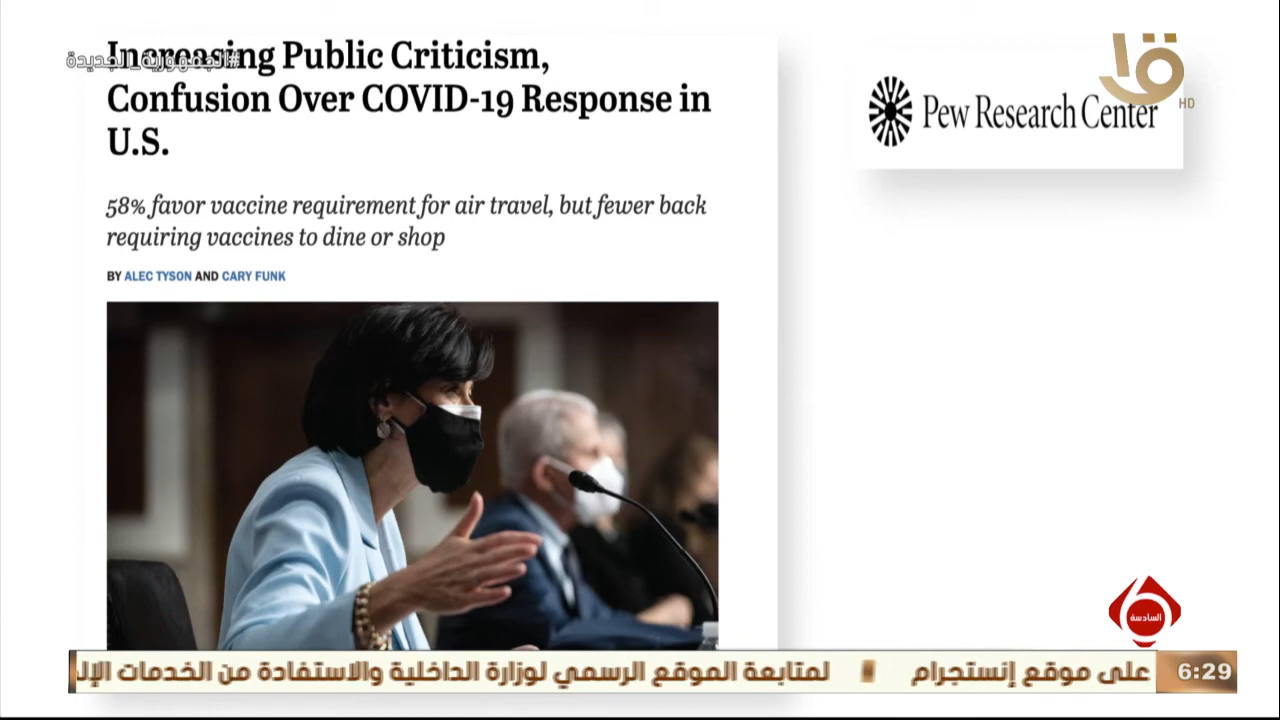 #الجمهورية_الجديدة
Increasing Public Criticism,
Confusion Over COVID-19 Response in
U.S.
58% favor vaccine requirement for air travel, but fewer back
requiring vaccines to dine or shop
BY ALEC TYSON AND CARY FUNK
Pew Research Center
HD
السادسة
6:29
على موقع إنستجرام
لمتابعة الموقع الرسمي لوزارة الداخلية والاستفادة من الخدمات الإل